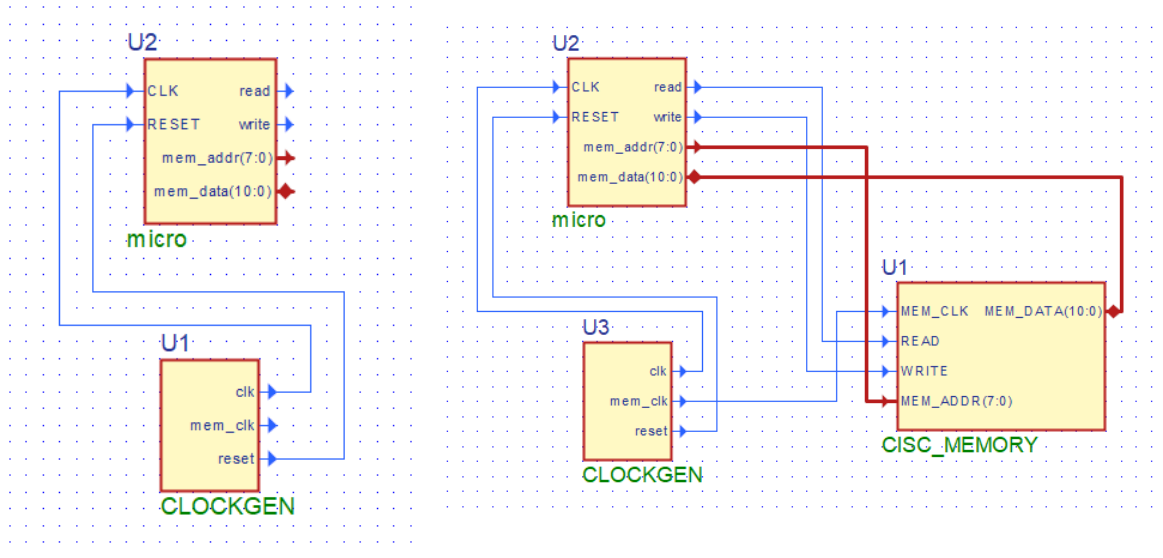 U2
CLK read
RESET write
mem_addr(7:0)
mem_data(10:0)
micro
U1
clk
mem_clk
reset
CLOCKGEN
U2
CLK read
RESET write
mem_addr(7:0)
mem_data(10:0)
micro
U1
MEM_CLK MEM_DATA(10:0)
READ
WRITE
MEM_ADDR(7:0)
CISC_MEMORY
U3
clk
mem_clk
reset
CLOCKGEN